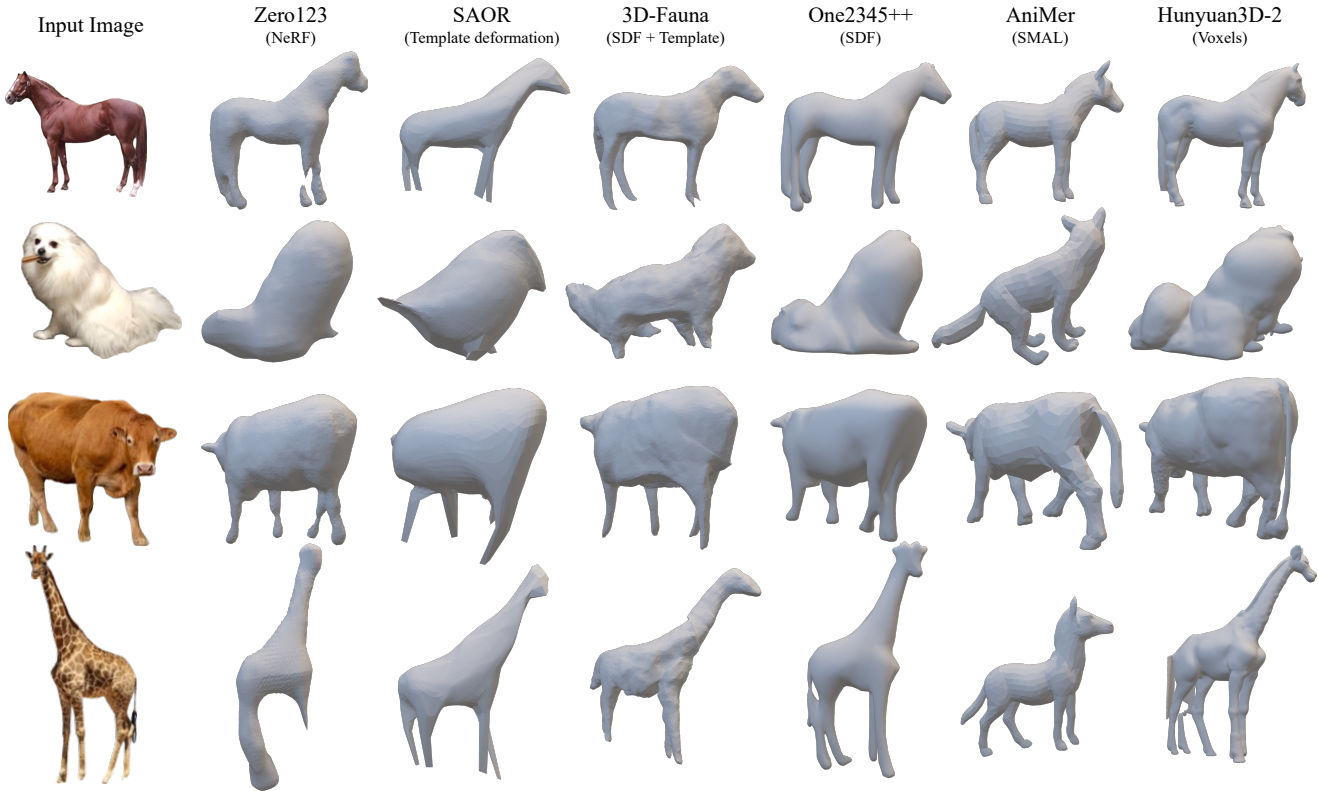 Input Image
Zero123
(NeRF)
SAOR
(Template deformation)
3D-Fauna
(SDF + Template)
One2345++
(SDF)
AniMer
(SMAL)
Hunyuan3D-2
(Voxels)